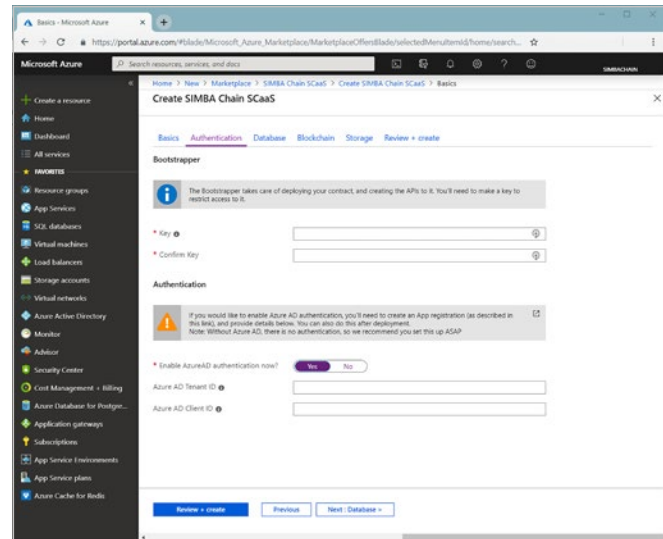 Basics - Microsoft Azure
https://portal.azure.com/#blade/Microsoft_Azure_Marketplace/MarketplaceOffersBlade/selectedMenuItemId/home/search...
Microsoft Azure
Search resources, services, and docs
SIMBACHAIN
Home > New > Marketplace > SIMBA Chain SCaaS > Create SIMBA Chain SCaaS > Basics
Create SIMBA Chain SCaaS
Create a resource
Home
Dashboard
All services
FAVORITES
Resource groups
App Services
SQL databases
Virtual machines
Load balancers
Storage accounts
Virtual networks
Azure Active Directory
Monitor
Advisor
Security Center
Cost Management + Billing
Azure Database for Postgre...
Application gateways
Subscriptions
App Service Environments
App Service plans
Azure Cache for Redis
Basics Authentication Database Blockchain Storage Review + create
Bootstrapper
The Bootstrapper takes care of deploying your contract, and creating the APIs to it. You'll need to make a key to
restrict access to it.
* Key
* Confirm Key
Authentication
If you would like to enable Azure AD authentication, you'll need to create an App registration (as described in
this link), and provide details below. You can also do this after deployment.
Note: Without Azure AD, there is no authentication, so we recommend you set this up ASAP
* Enable AzureAD authentication now? Yes No
Azure AD Tenant ID
Azure AD Client ID
Review + create Previous Next : Database »